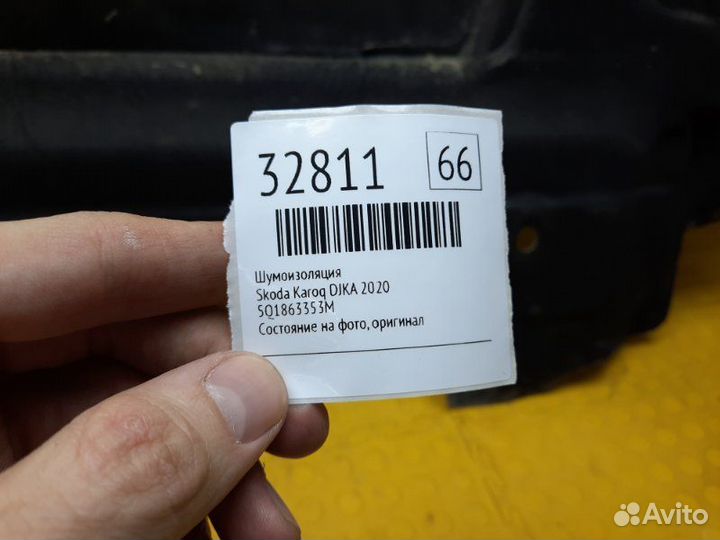 32811 66
Шумоизоляция
Skoda Karoq DJKA 2020
5Q1863353M
Состояние на фото, оригинал
Avito